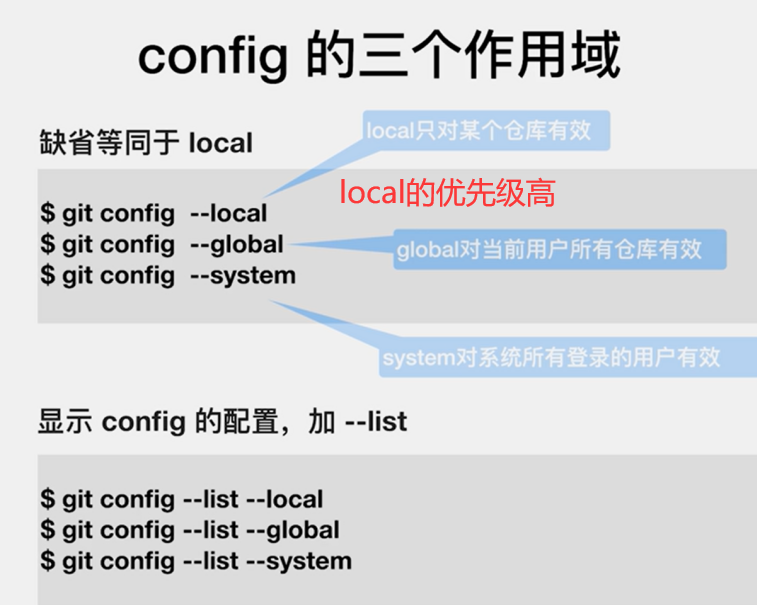 config 的三个作用域
local只对某个仓库有效
缺省等同于 local
local的优先级高
$ git config --local
$ git config --global
global对当前用户所有仓库有效
$ git config --system
system对系统所有登录的用户有效
显示 config 的配置，加 --list
$ git config --list --local
$ git config --list --global
$ git config --list --system